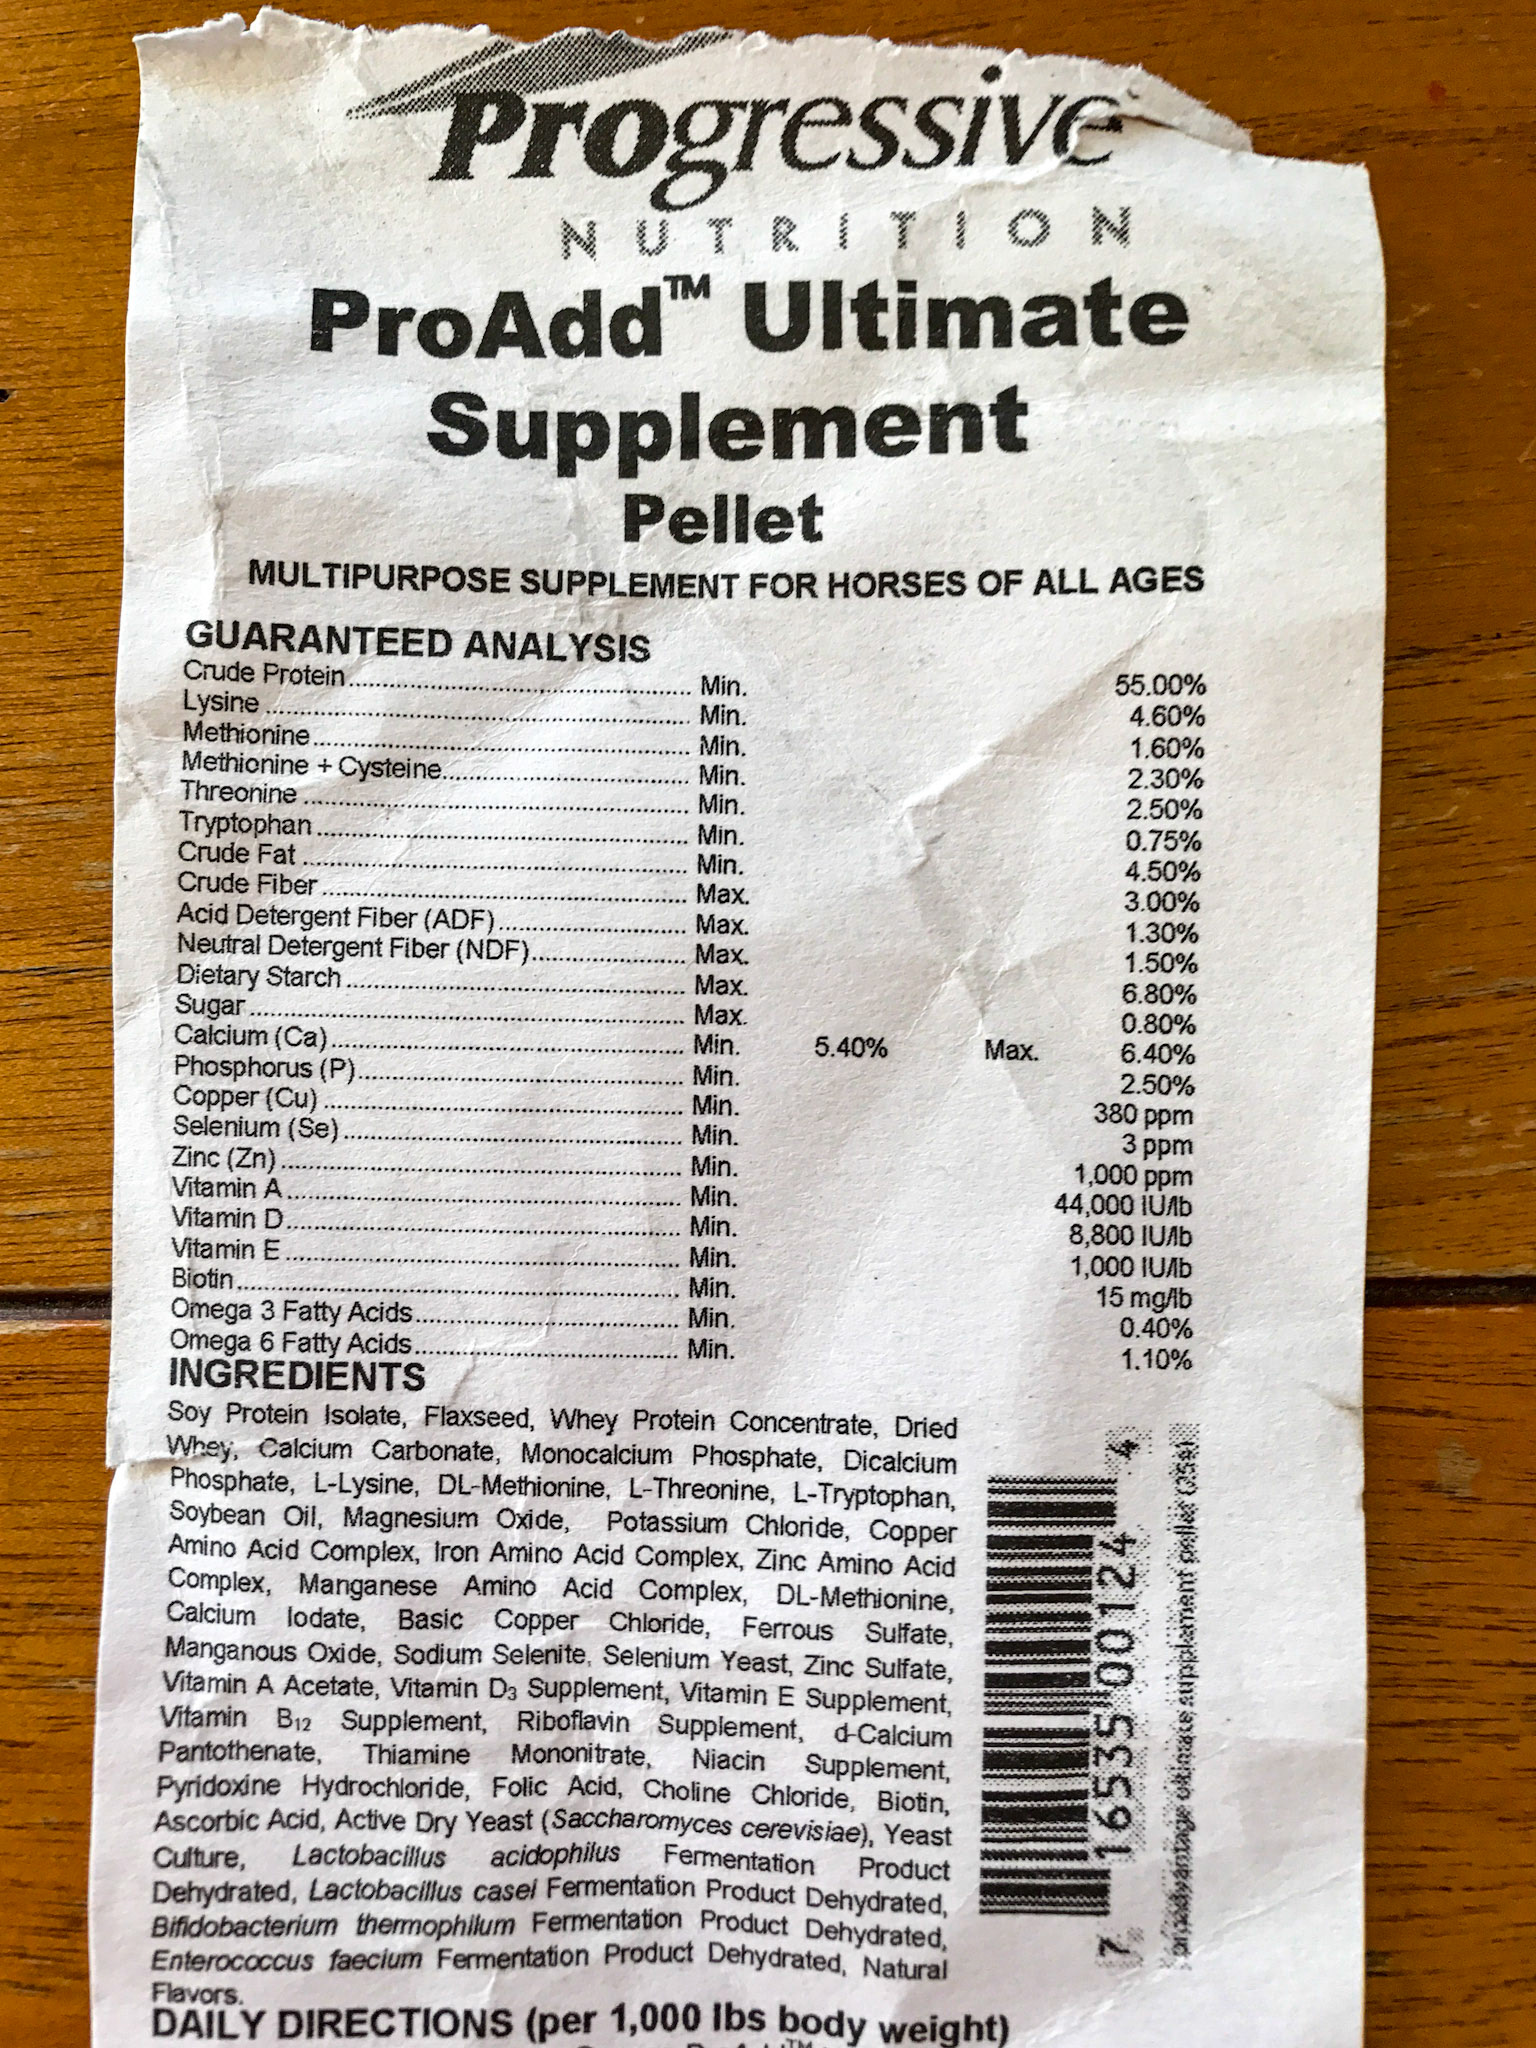 Progressive
NUTRITION
ProAdd™ Ultimate
Supplement
Pellet
MULTIPURPOSE SUPPLEMENT FOR HORSES OF ALL AGES
GUARANTEED ANALYSIS
Crude Protein Min. 55.00%
Lysine Min. 4.60%
Methionine Min. 1.60%
Methionine + Cysteine Min. 2.30%
Threonine Min. 2.50%
Tryptophan Min. 0.75%
Crude Fat Min. 4.50%
Crude Fiber Max. 3.00%
Acid Detergent Fiber (ADF) Max. 1.30%
Neutral Detergent Fiber (NDF) Max. 1.50%
Dietary Starch Max. 6.80%
Sugar Max. 0.80%
Calcium (Ca) Min. 5.40% Max. 6.40%
Phosphorus (P) Min. 2.50%
Copper (Cu) Min. 380 ppm
Selenium (Se) Min. 3 ppm
Zinc (Zn) Min. 1,000 ppm
Vitamin A Min. 44,000 IU/lb
Vitamin D Min. 8,800 IU/lb
Vitamin E Min. 1,000 IU/lb
Biotin Min. 15 mg/lb
Omega 3 Fatty Acids Min. 0.40%
Omega 6 Fatty Acids Min. 1.10%
INGREDIENTS
Soy Protein Isolate, Flaxseed, Whey Protein Concentrate, Dried
Whey, Calcium Carbonate, Monocalcium Phosphate, Dicalcium
Phosphate, L-Lysine, DL-Methionine, L-Threonine, L-Tryptophan,
Soybean Oil, Magnesium Oxide, Potassium Chloride, Copper
Amino Acid Complex, Iron Amino Acid Complex, Zinc Amino Acid
Complex, Manganese Amino Acid Complex, DL-Methionine,
Calcium Iodate, Basic Copper Chloride, Ferrous Sulfate,
Manganous Oxide, Sodium Selenite, Selenium Yeast, Zinc Sulfate,
Vitamin A Acetate, Vitamin D3 Supplement, Vitamin E Supplement,
Vitamin B12 Supplement, Riboflavin Supplement, d-Calcium
Pantothenate, Thiamine Mononitrate, Niacin Supplement,
Pyridoxine Hydrochloride, Folic Acid, Choline Chloride, Biotin,
Ascorbic Acid, Active Dry Yeast (Saccharomyces cerevisiae), Yeast
Culture, Lactobacillus acidophilus Fermentation Product
Dehydrated, Lactobacillus casei Fermentation Product Dehydrated,
Bifidobacterium thermophilum Fermentation Product Dehydrated,
Enterococcus faecium Fermentation Product Dehydrated, Natural
Flavors.
7 16535 00124 4
ultimate supplement pellet (25#)
DAILY DIRECTIONS (per 1,000 lbs body weight)